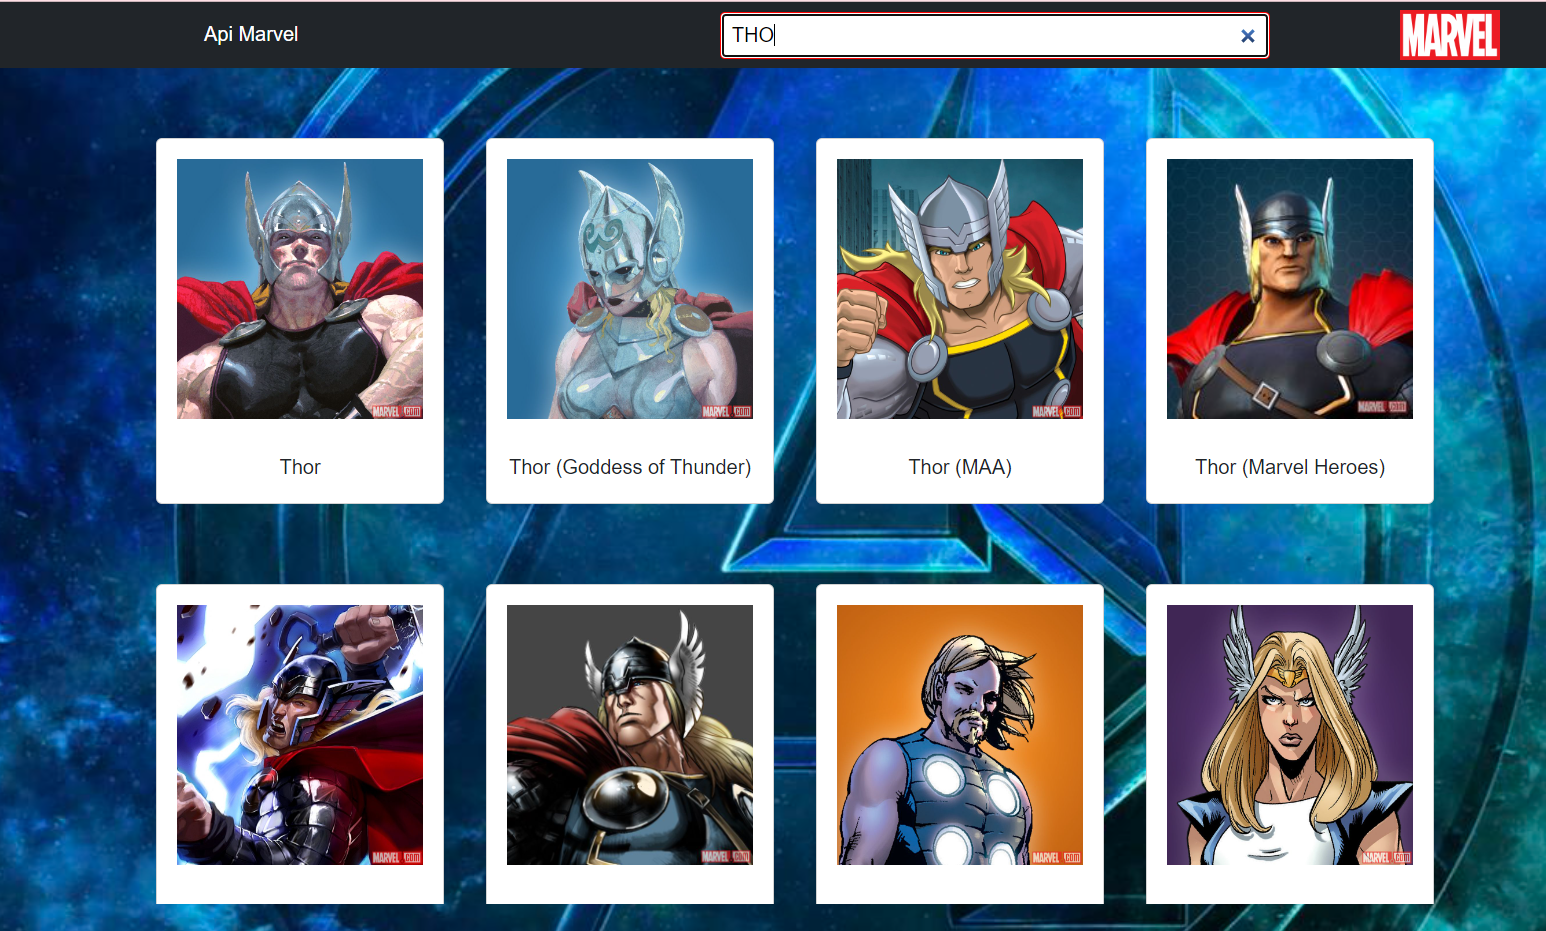 Api Marvel
THO
×
MARVEL
MARVEL .COM
MARVEL .COM
MARVEL .COM
MARVEL .COM
Thor
Thor (Goddess of Thunder)
Thor (MAA)
Thor (Marvel Heroes)
MARVEL .COM
MARVEL .COM
MARVEL .COM
MARVEL .COM